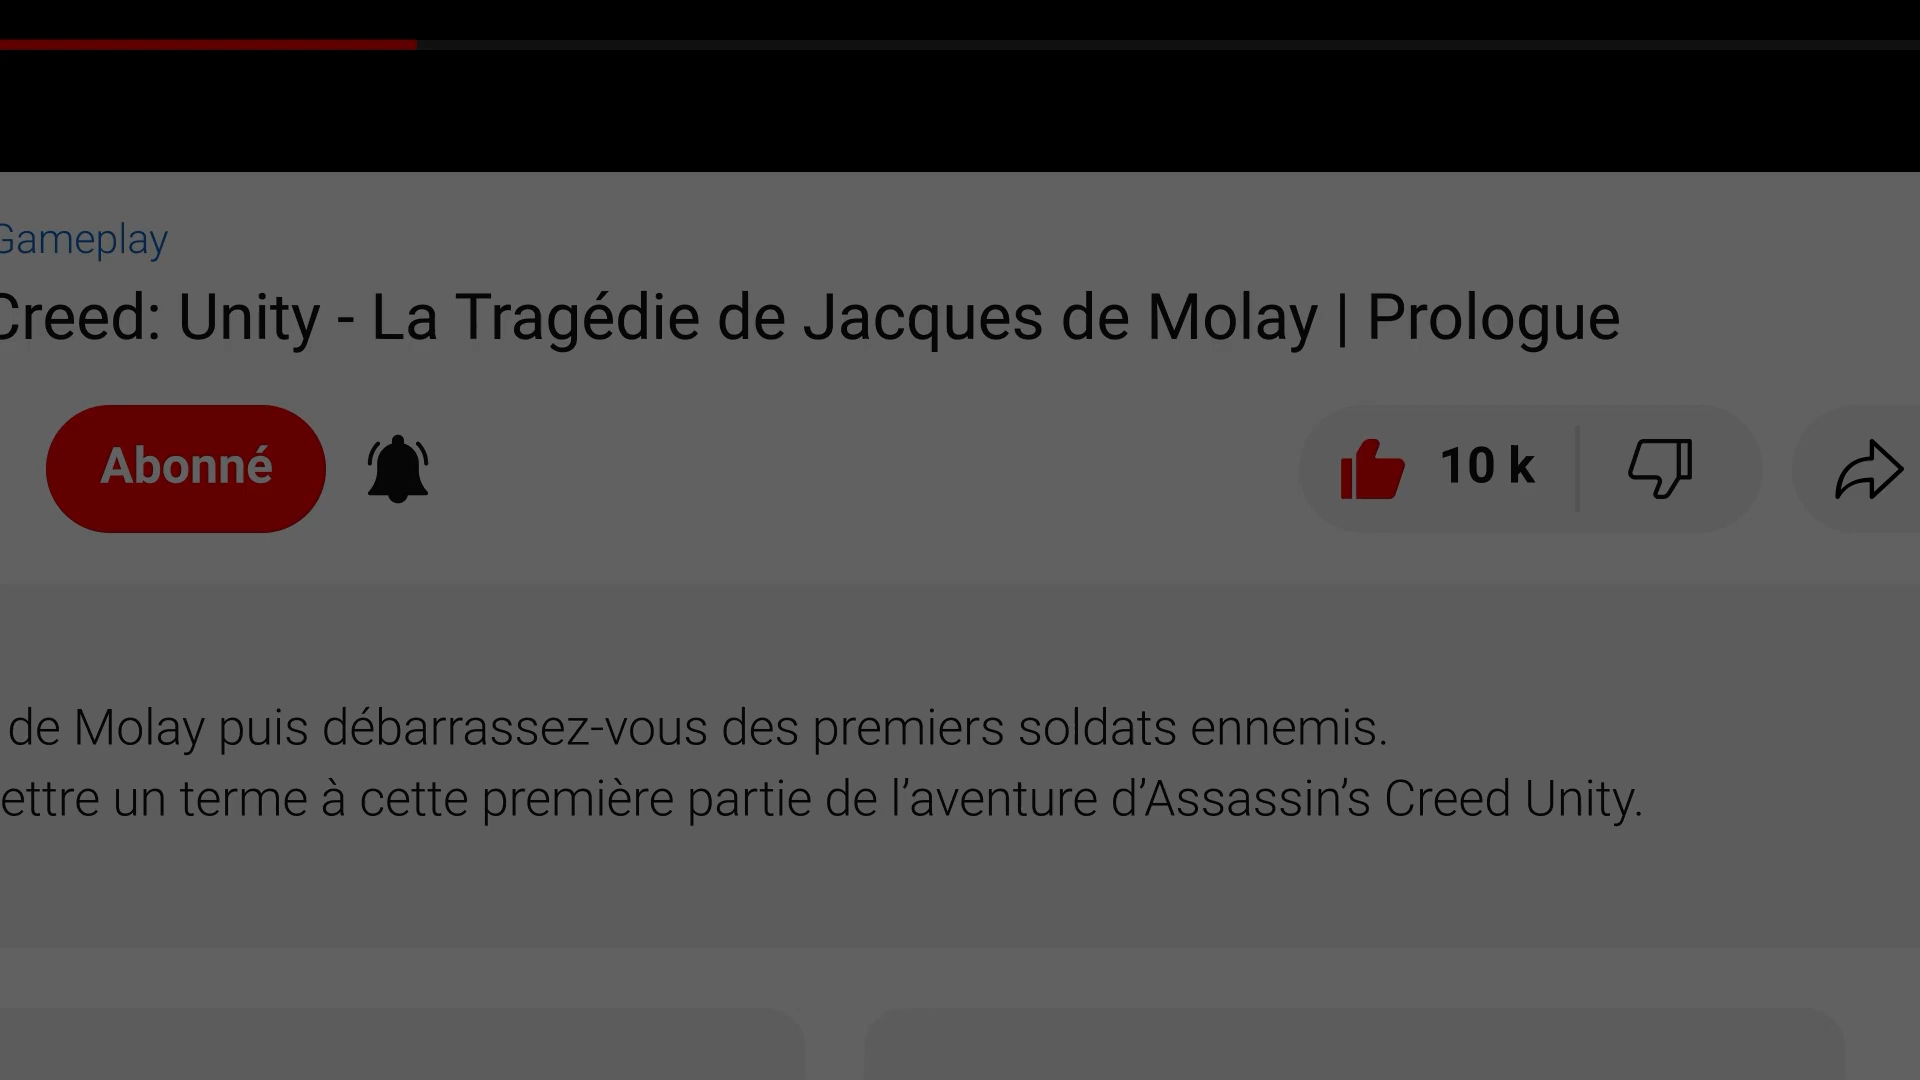 Gameplay
Creed: Unity - La Tragédie de Jacques de Molay | Prologue
Abonné
10 k
de Molay puis débarrassez-vous des premiers soldats ennemis.
ettre un terme à cette première partie de l’aventure d’Assassin’s Creed Unity.